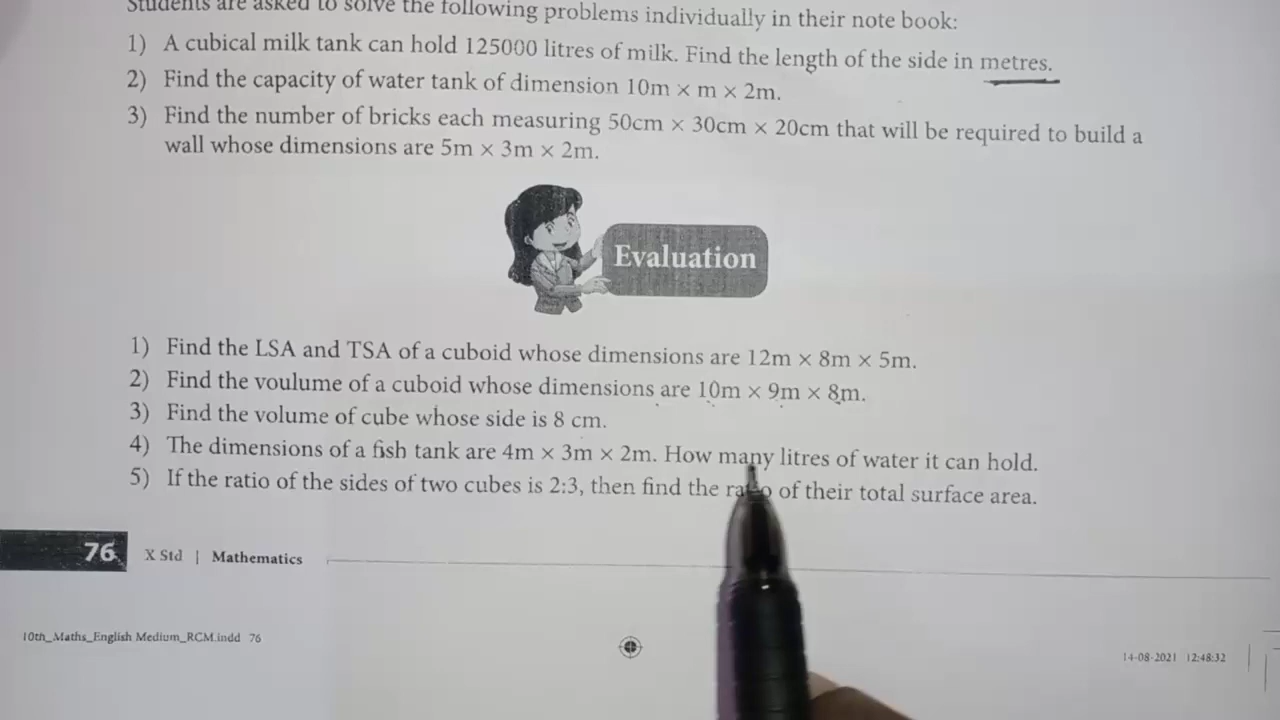 Students are asked to solve the following problems individually in their note book:
1) A cubical milk tank can hold 125000 litres of milk. Find the length of the side in metres.
2) Find the capacity of water tank of dimension 10m × m × 2m.
3) Find the number of bricks each measuring 50cm × 30cm × 20cm that will be required to build a
wall whose dimensions are 5m × 3m × 2m.
Evaluation
1) Find the LSA and TSA of a cuboid whose dimensions are 12m × 8m × 5m.
2) Find the voulume of a cuboid whose dimensions are 10m × 9m × 8m.
3) Find the volume of cube whose side is 8 cm.
4) The dimensions of a fish tank are 4m × 3m × 2m. How many litres of water it can hold.
5) If the ratio of the sides of two cubes is 2:3, then find the ratio of their total surface area.
76 X Std | Mathematics
10th_Maths_English Medium_RCM.indd 76
14-08-2021 12:48:32